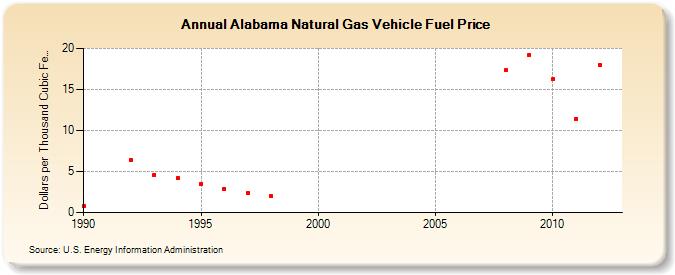 Annual Alabama Natural Gas Vehicle Fuel Price
Dollars per Thousand Cubic Fe...
20
15
10
5
0
1990 1995 2000 2005 2010
Source: U.S. Energy Information Administration